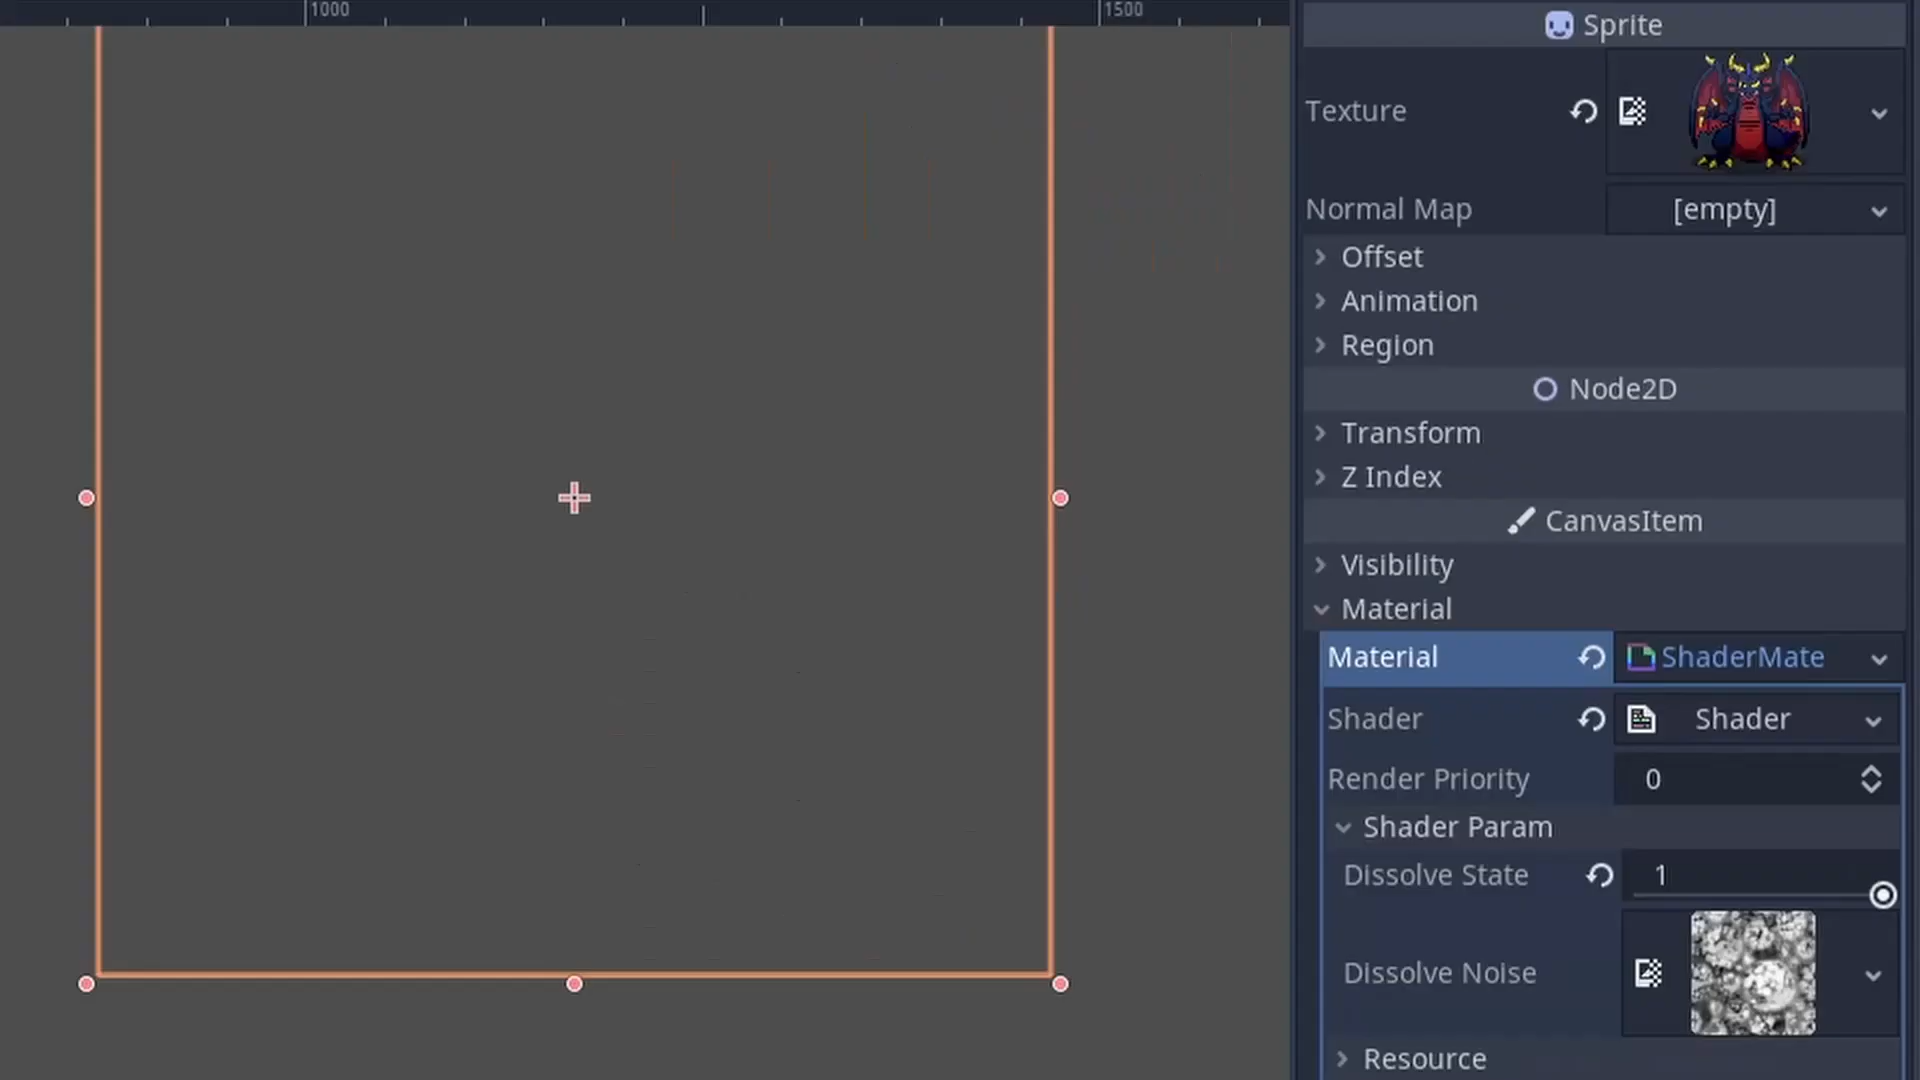 1000
1500
Sprite
Texture
Normal Map
[empty]
Offset
Animation
Region
Node2D
Transform
Z Index
CanvasItem
Visibility
Material
Material
ShaderMate
Shader
Shader
Render Priority
0
Shader Param
Dissolve State
1
Dissolve Noise
Resource